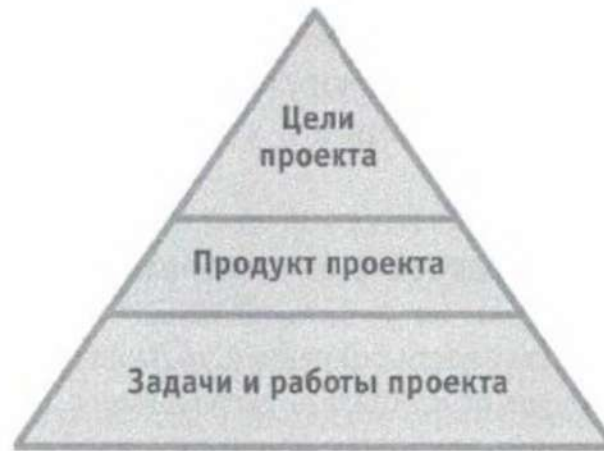 Цели
проекта
Продукт проекта
Задачи и работы проекта